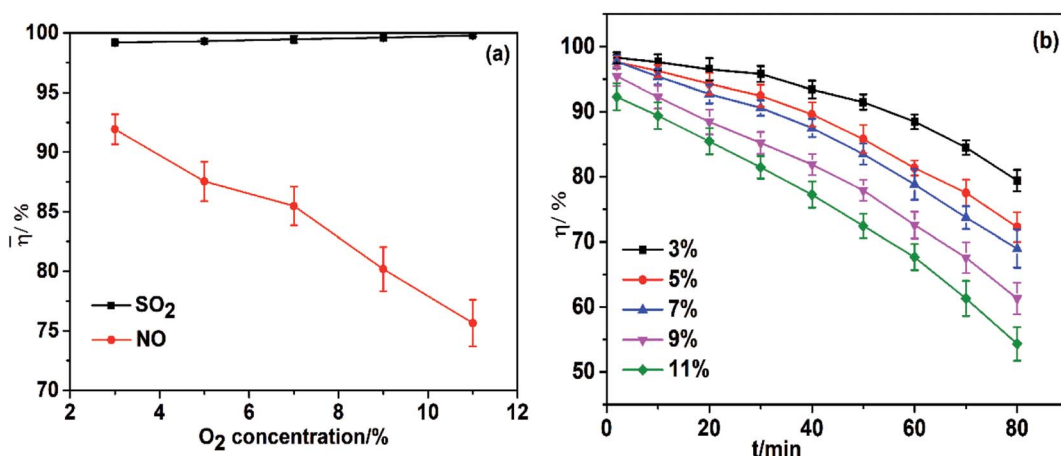 100
95
90
85
80
75
70
η̄/ %
(a)
SO₂
NO
2 4 6 8 10 12
O₂ concentration/%
100
90
80
70
60
50
η/ %
(b)
3%
5%
7%
9%
11%
0 20 40 60 80
t/min